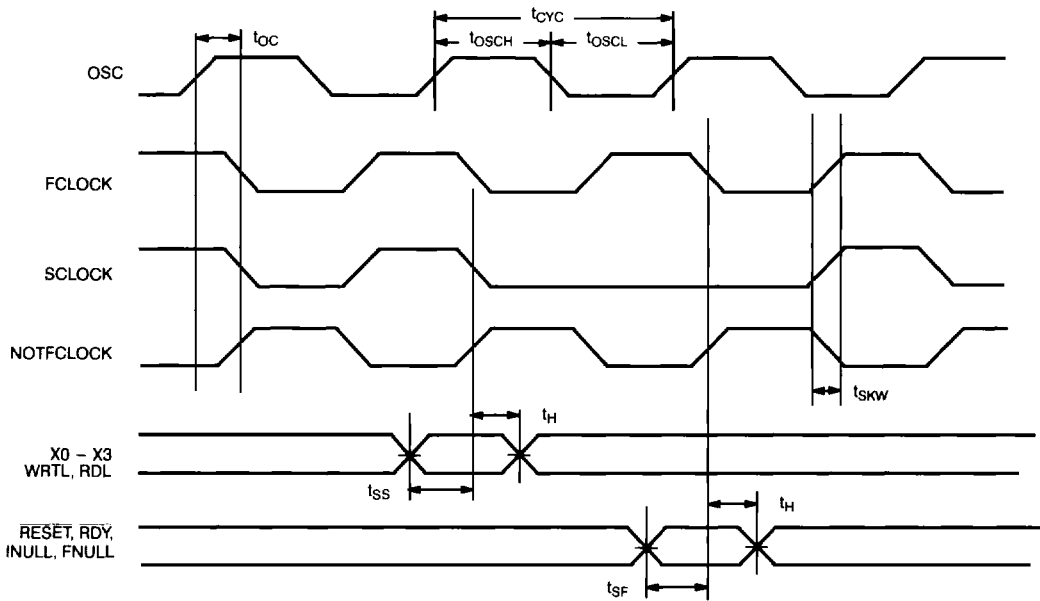 tCYC
tOC
tOSCH
tOSCL
OSC
FCLOCK
SCLOCK
NOTFCLOCK
tSKW
tH
X0 – X3
WRTL, RDL
tSS
tH
RESET, RDY,
INULL, FNULL
tSF